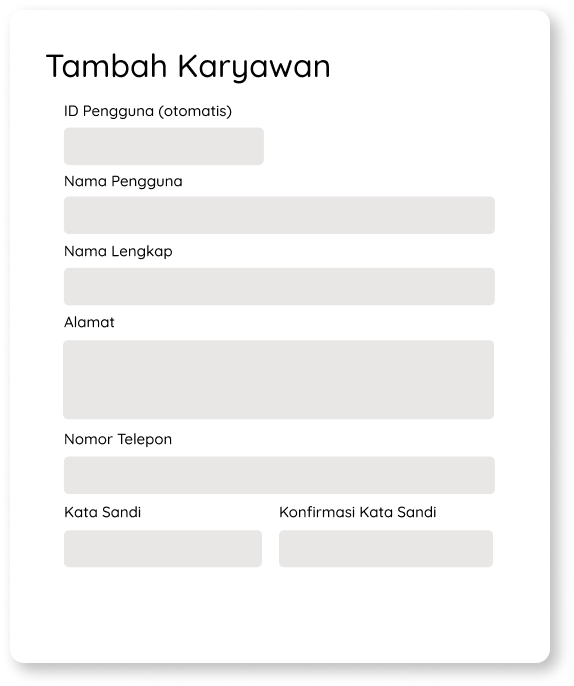 Tambah Karyawan
ID Pengguna (otomatis)
Nama Pengguna
Nama Lengkap
Alamat
Nomor Telepon
Kata Sandi
Konfirmasi Kata Sandi